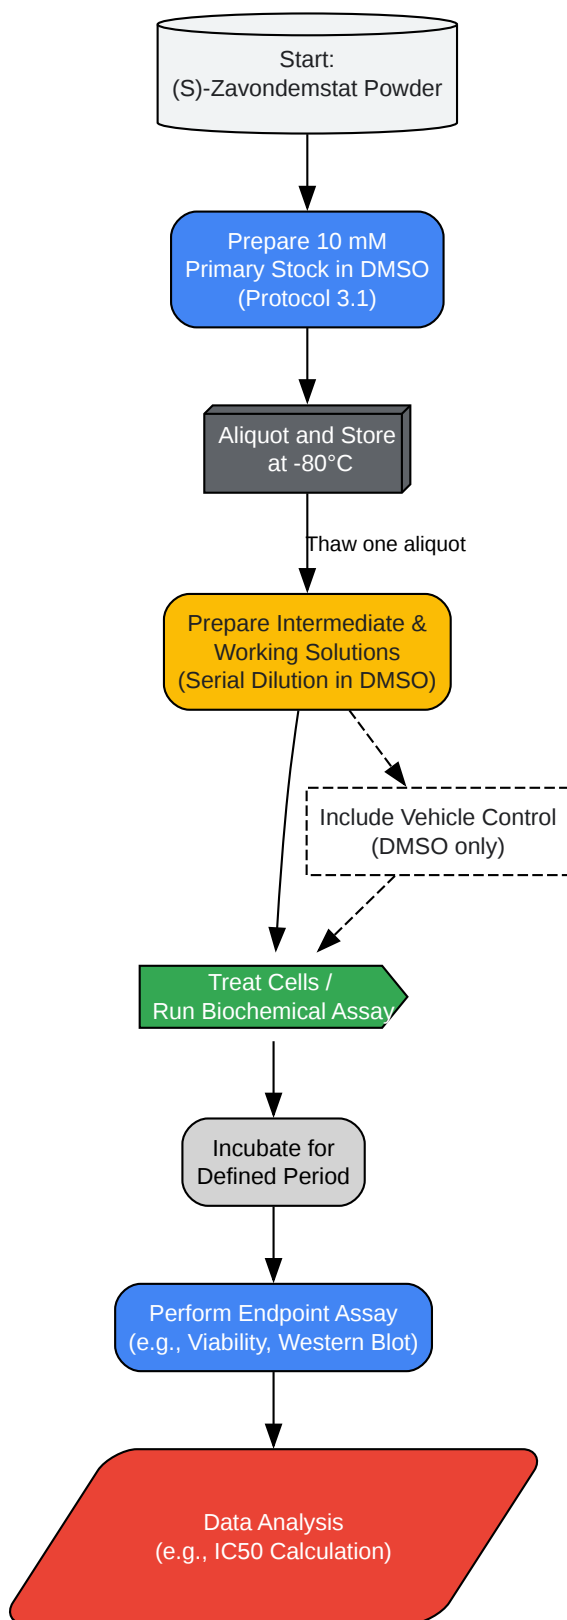 Start:
(S)-Zavondemstat Powder
Prepare 10 mM
Primary Stock in DMSO
(Protocol 3.1)
Aliquot and Store
at -80°C
Thaw one aliquot
Prepare Intermediate &
Working Solutions
(Serial Dilution in DMSO)
Include Vehicle Control
(DMSO only)
Treat Cells /
Run Biochemical Assay
Incubate for
Defined Period
Perform Endpoint Assay
(e.g., Viability, Western Blot)
Data Analysis
(e.g., IC50 Calculation)